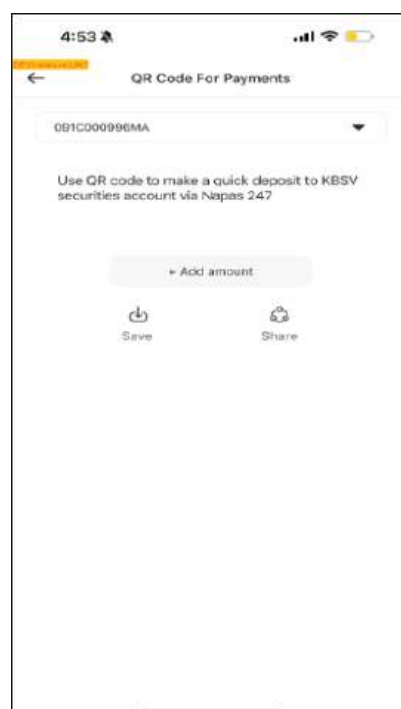 4:53
QR Code For Payments
091C000996MA
Use QR code to make a quick deposit to KBSV
securities account via Napas 247
+ Add amount
Save
Share